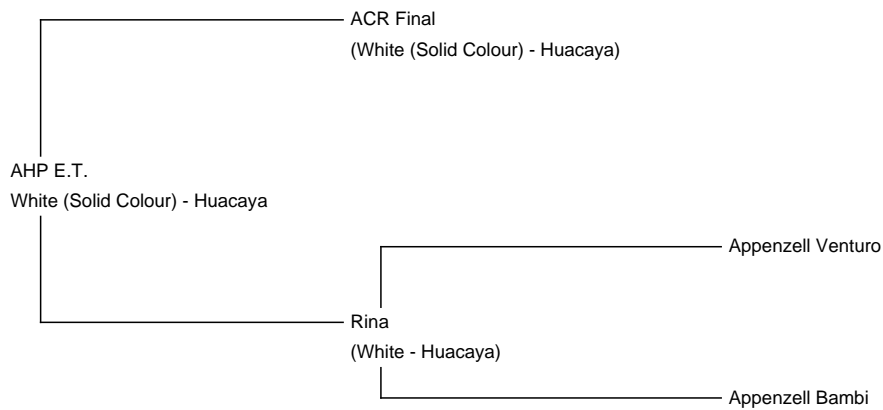 ACR Final
(White (Solid Colour) - Huacaya)
AHP E.T.
White (Solid Colour) - Huacaya
Appenzell Venturo
Rina
(White - Huacaya)
Appenzell Bambi